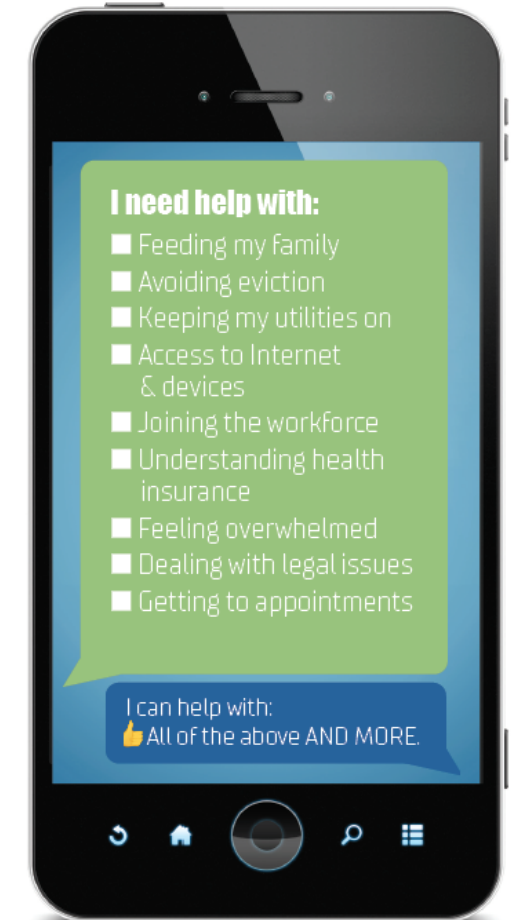 I need help with:
Feeding my family
Avoiding eviction
Keeping my utilities on
Access to Internet
& devices
Joining the workforce
Understanding health
insurance
Feeling overwhelmed
Dealing with legal issues
Getting to appointments
I can help with:
👍All of the above AND MORE.